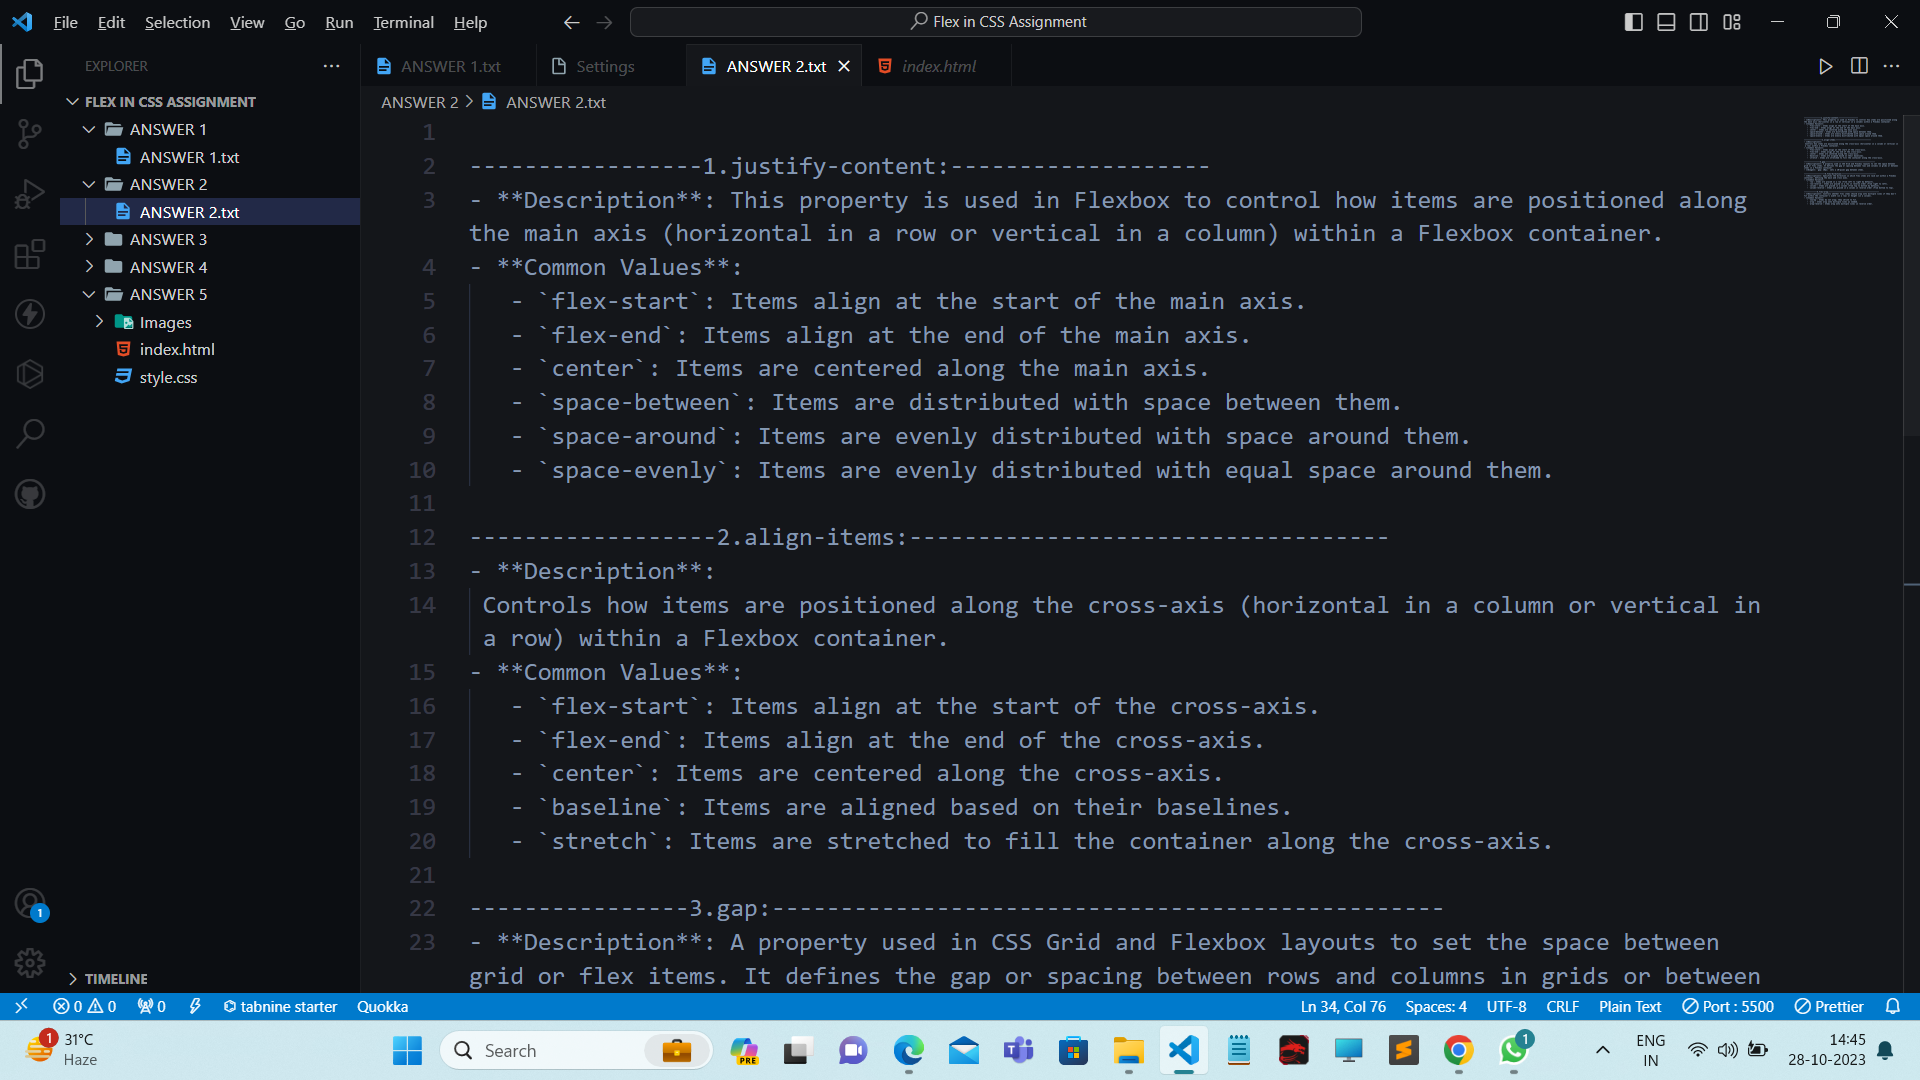 File Edit Selection View Go Run Terminal Help
Flex in CSS Assignment
EXPLORER
FLEX IN CSS ASSIGNMENT
ANSWER 1
ANSWER 1.txt
ANSWER 2
ANSWER 2.txt
ANSWER 3
ANSWER 4
ANSWER 5
Images
index.html
style.css
TIMELINE
ANSWER 1.txt Settings ANSWER 2.txt index.html
ANSWER 2 > ANSWER 2.txt
1
2 -----------------1.justify-content:-------------------
3 - **Description**: This property is used in Flexbox to control how items are positioned along
the main axis (horizontal in a row or vertical in a column) within a Flexbox container.
4 - **Common Values**:
5 - `flex-start`: Items align at the start of the main axis.
6 - `flex-end`: Items align at the end of the main axis.
7 - `center`: Items are centered along the main axis.
8 - `space-between`: Items are distributed with space between them.
9 - `space-around`: Items are evenly distributed with space around them.
10 - `space-evenly`: Items are evenly distributed with equal space around them.
11
12 ------------------2.align-items:-----------------------------------
13 - **Description**:
14 Controls how items are positioned along the cross-axis (horizontal in a column or vertical in
a row) within a Flexbox container.
15 - **Common Values**:
16 - `flex-start`: Items align at the start of the cross-axis.
17 - `flex-end`: Items align at the end of the cross-axis.
18 - `center`: Items are centered along the cross-axis.
19 - `baseline`: Items are aligned based on their baselines.
20 - `stretch`: Items are stretched to fill the container along the cross-axis.
21
22 ----------------3.gap:-------------------------------------------------
23 - **Description**: A property used in CSS Grid and Flexbox layouts to set the space between
grid or flex items. It defines the gap or spacing between rows and columns in grids or between
1
0 0 0 tabnine starter Quokka Ln 34, Col 76 Spaces: 4 UTF-8 CRLF Plain Text Port : 5500 Prettier
1
31°C
Haze
Search
PRE
1
ENG
IN
14:45
28-10-2023